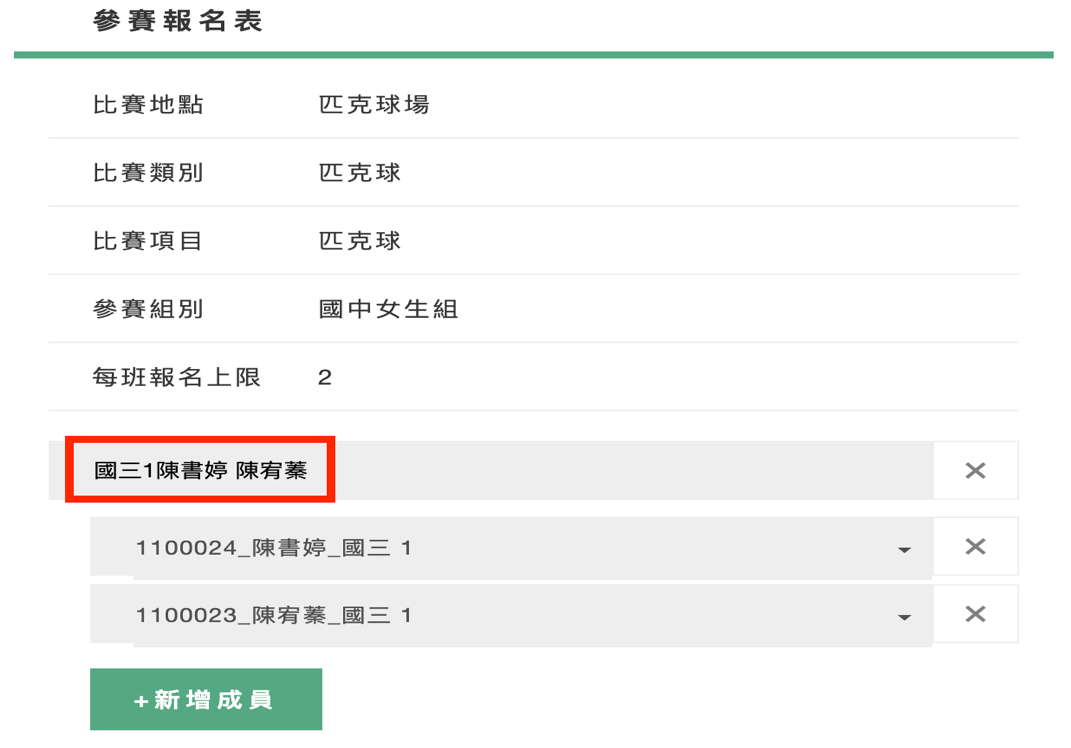 參賽報名表
比賽地點 匹克球場
比賽類別 匹克球
比賽項目 匹克球
參賽組別 國中女生組
每班報名上限 2
國三1陳書婷 陳宥蓁
1100024_陳書婷_國三 1
1100023_陳宥蓁_國三 1
+新增成員